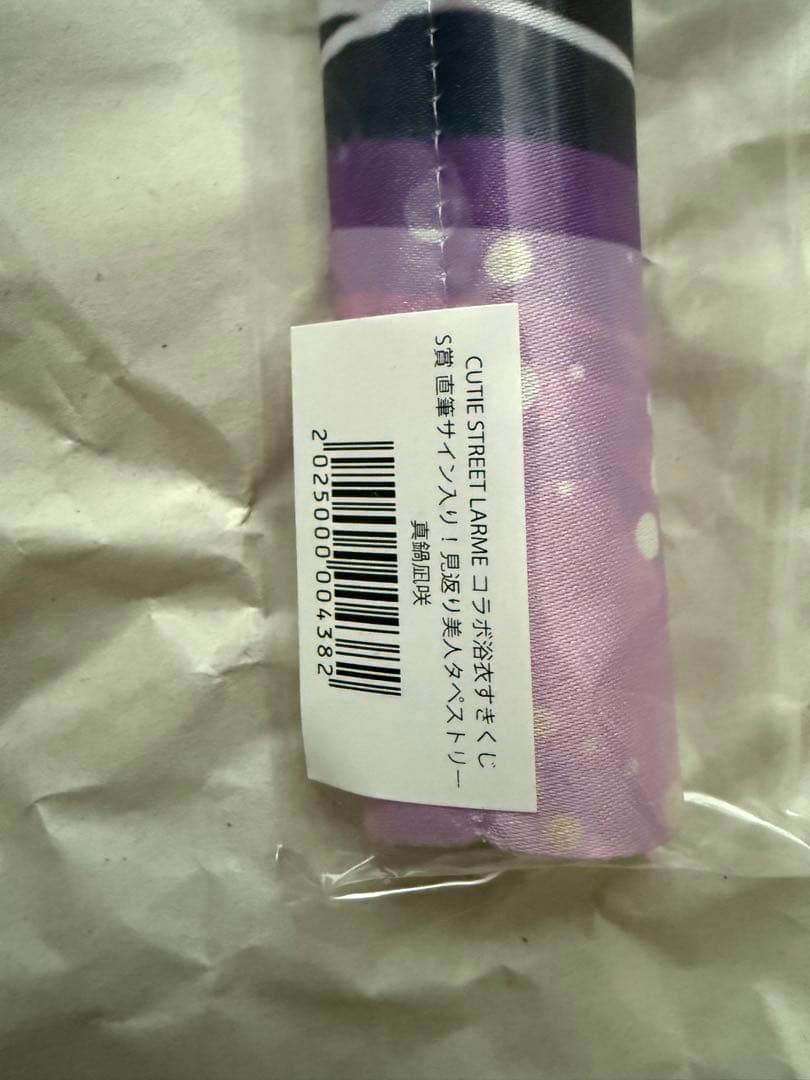 CUTIE STREET LARME コラボ浴衣すきくじ
S賞 直筆サイン入り！見返り美人タペストリー
真鍋凪咲
2025000004382